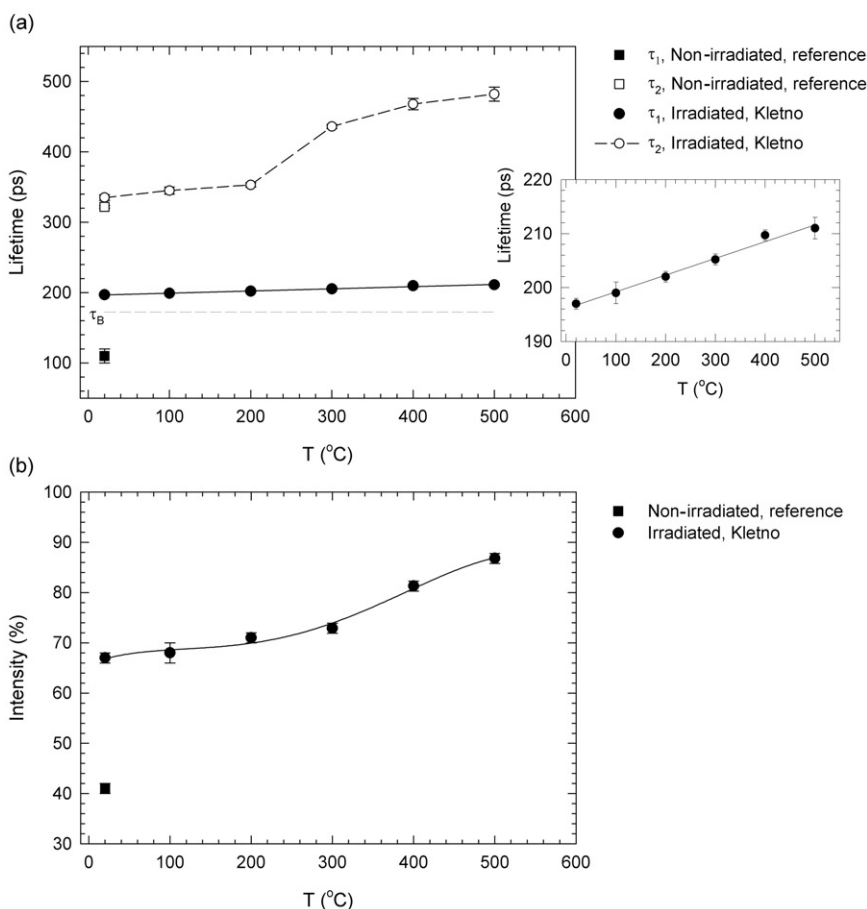 (a)
τ1, Non-irradiated, reference
τ2, Non-irradiated, reference
τ1, Irradiated, Kletno
τ2, Irradiated, Kletno
Lifetime (ps)
500
400
300
200
100
τB
0 100 200 300 400 500 600
T (°C)
Lifetime (ps)
220
210
200
190
0 100 200 300 400 500
T (°C)
(b)
Non-irradiated, reference
Irradiated, Kletno
Intensity (%)
100
90
80
70
60
50
40
30
0 100 200 300 400 500 600
T (°C)